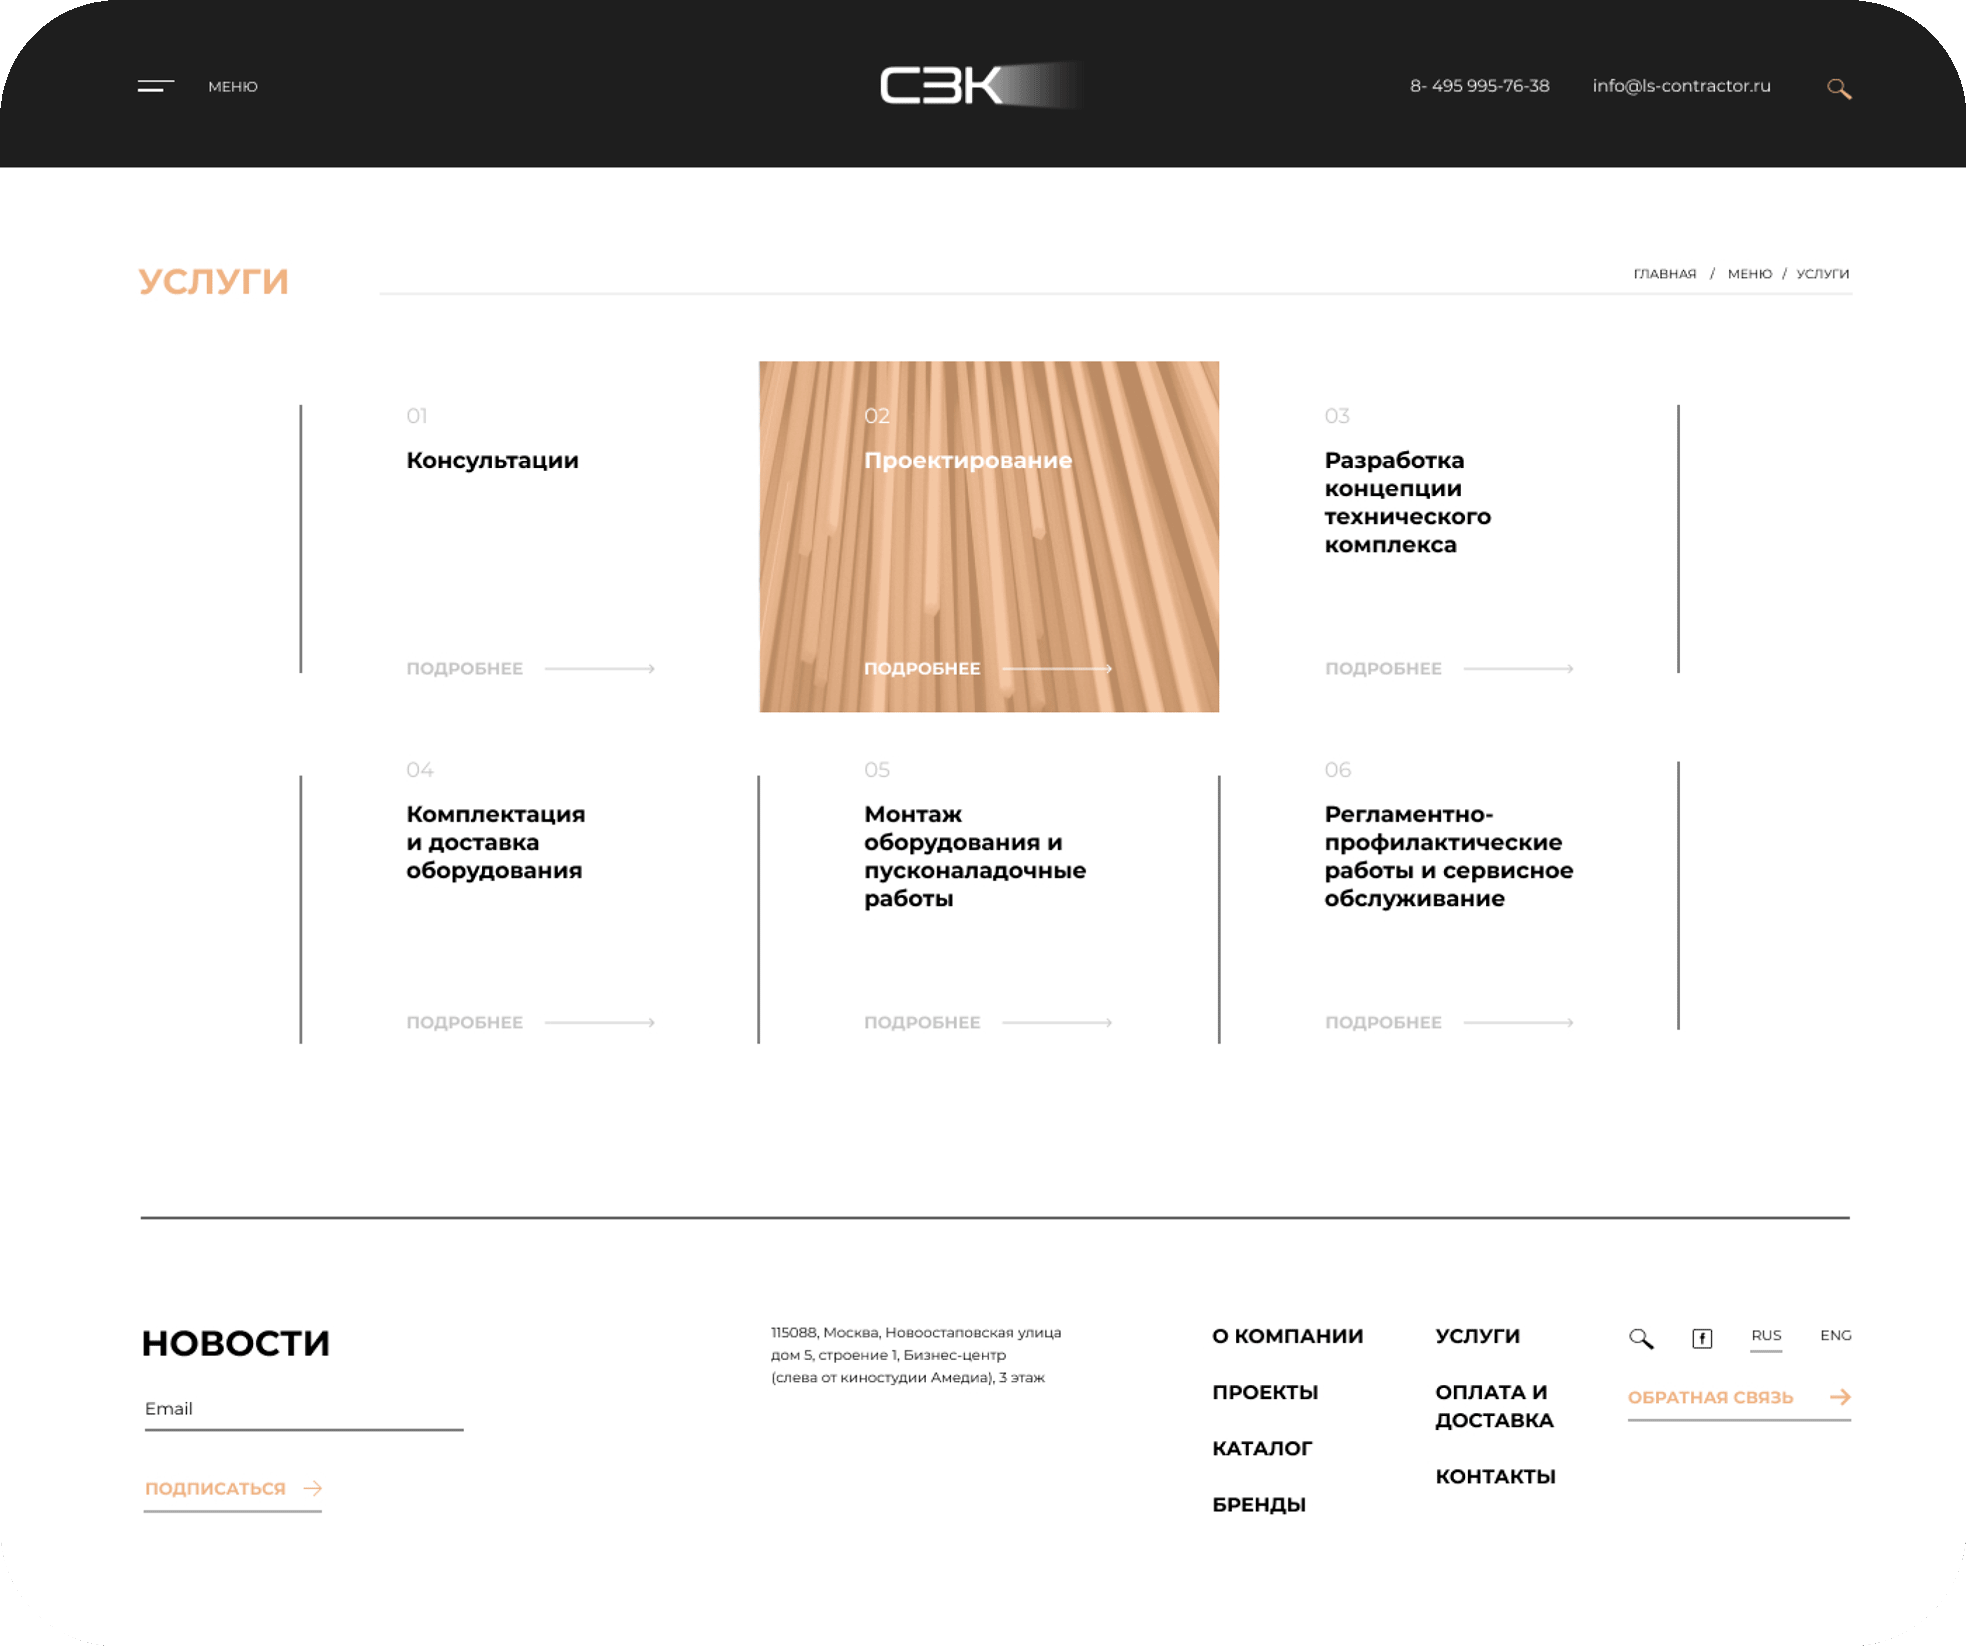 МЕНЮ
СЗК
8- 495 995-76-38
info@ls-contractor.ru
УСЛУГИ
ГЛАВНАЯ / МЕНЮ / УСЛУГИ
01
Консультации
ПОДРОБНЕЕ
02
Проектирование
ПОДРОБНЕЕ
03
Разработка
концепции
технического
комплекса
ПОДРОБНЕЕ
04
Комплектация
и доставка
оборудования
ПОДРОБНЕЕ
05
Монтаж
оборудования и
пусконаладочные
работы
ПОДРОБНЕЕ
06
Регламентно-
профилактические
работы и сервисное
обслуживание
ПОДРОБНЕЕ
НОВОСТИ
Email
ПОДПИСАТЬСЯ
115088, Москва, Новоостаповская улица
дом 5, строение 1, Бизнес-центр
(слева от киностудии Амедиа), 3 этаж
О КОМПАНИИ
ПРОЕКТЫ
КАТАЛОГ
БРЕНДЫ
УСЛУГИ
ОПЛАТА И
ДОСТАВКА
КОНТАКТЫ
RUS
ENG
ОБРАТНАЯ СВЯЗЬ